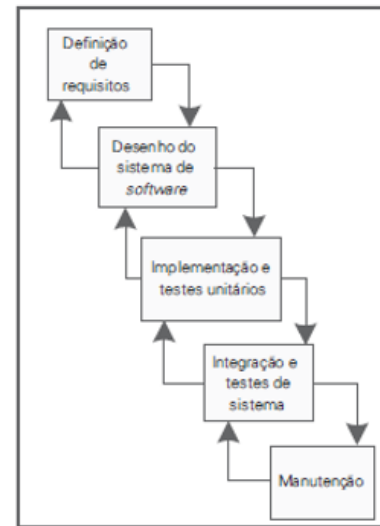 Definição
de
requisitos
Desenho do
sistema de
software
Implementação e
testes unitários
Integração e
testes de
sistema
Manutenção